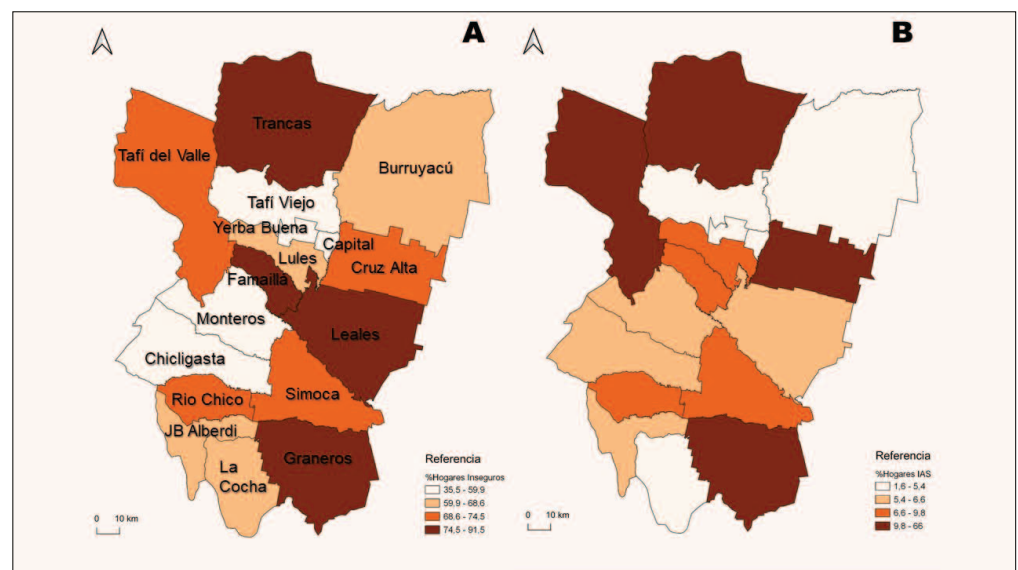 A
Trancas
Tafí del Valle
Burruyacú
Tafí Viejo
Yerba Buena
Capital
Lules
Cruz Alta
Famaillá
Monteros
Leales
Chicligasta
Rio Chico
Simoca
JB Alberdi
Graneros
La
Cocha
Referencia
%Hogares Inseguros
35,5 - 59,9
59,9 - 68,6
68,6 - 74,5
74,5 - 91,5
0 10 km
B
Referencia
%Hogares IAS
1,6 - 5,4
5,4 - 6,6
6,6 - 9,8
9,8 - 66
0 10 km